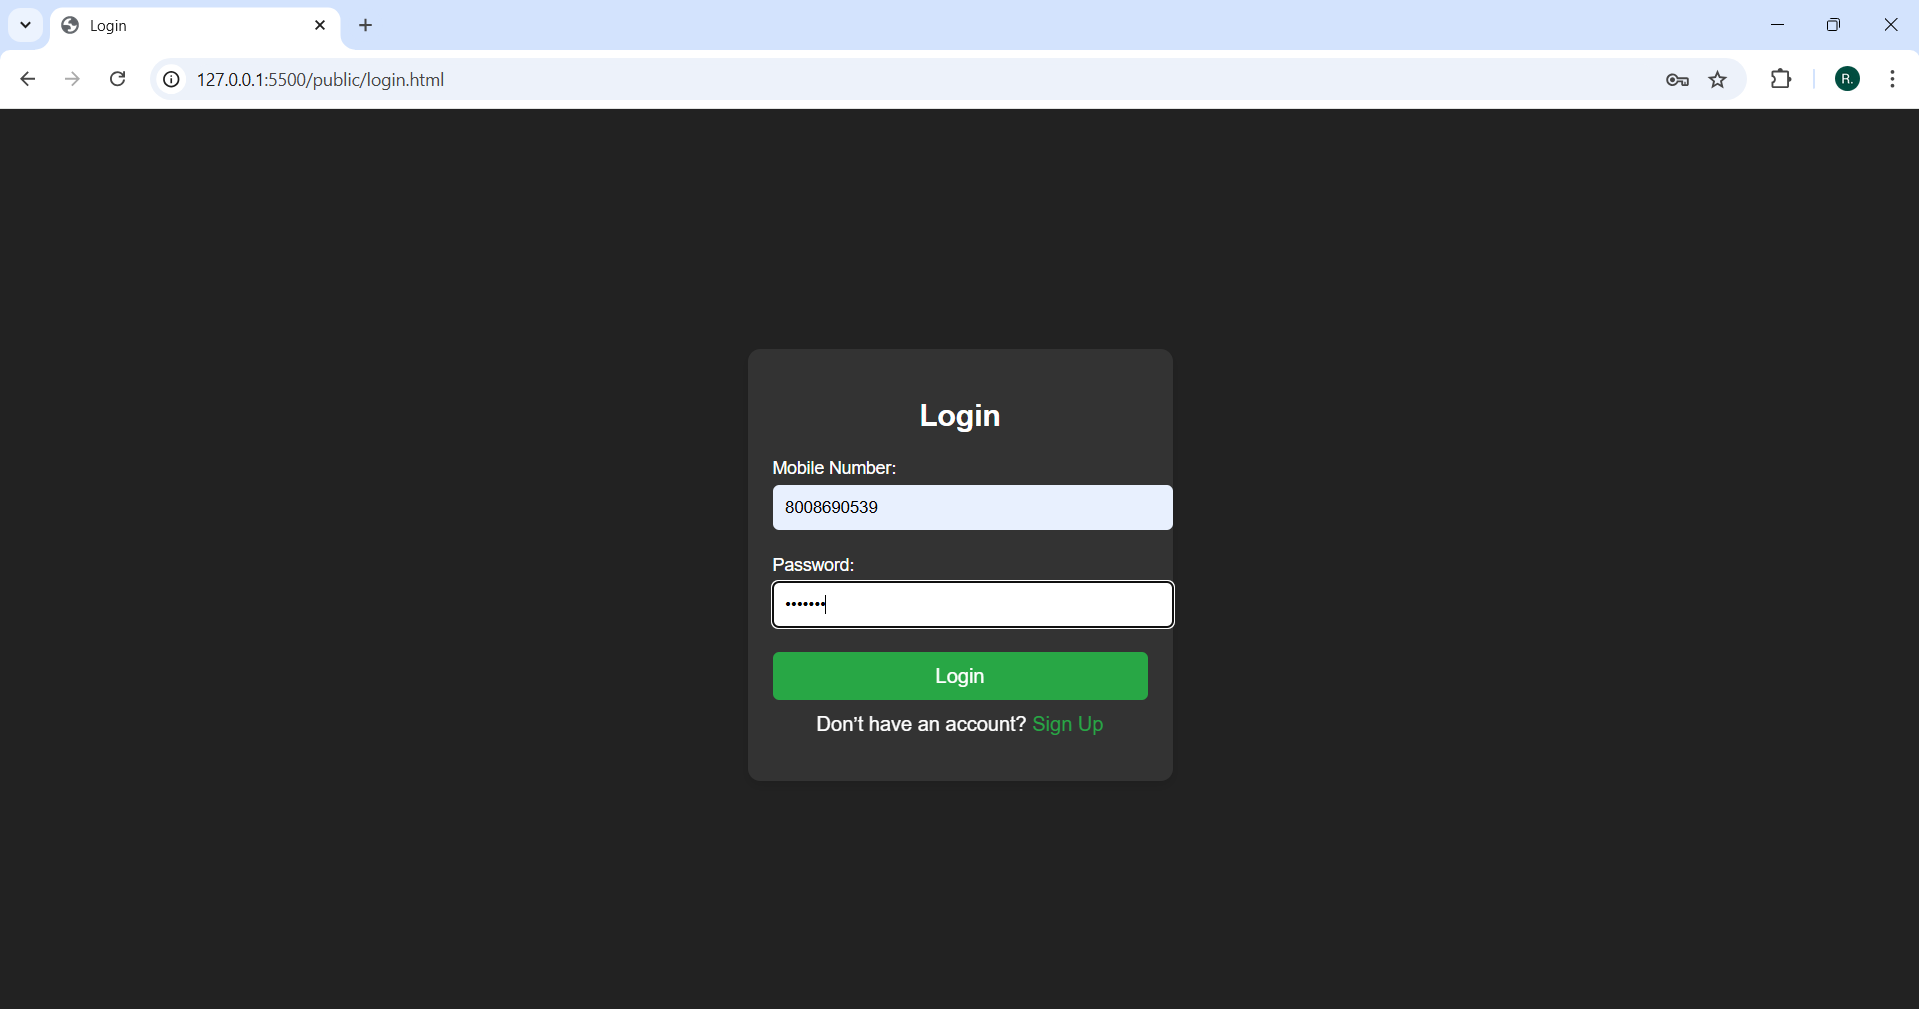 Login
127.0.0.1:5500/public/login.html
R.
Login
Mobile Number:
8008690539
Password:
•••••••
Login
Don't have an account? Sign Up